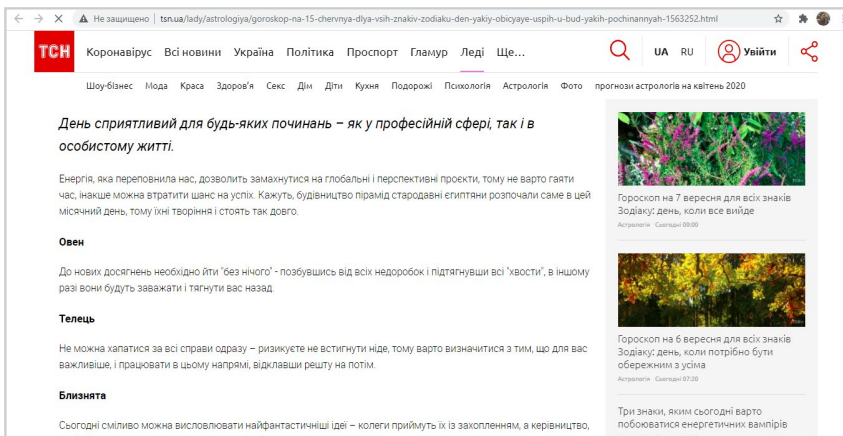 Не защищено | tsn.ua/lady/astrologiya/goroskop-na-15-chervnya-dlya-vsih-znakiv-zodiaku-den-yakiy-obicyaye-uspih-u-bud-yakih-pochinannyah-1563252.html
ТСН Коронавірус Всі новини Україна Політика Проспорт Гламур Леді Ще... UA RU Увійти
Шоу-бізнес Мода Краса Здоров'я Секс Дім Діти Кухня Подорожі Психологія Астрологія Фото прогнози астрологів на квітень 2020
День сприятливий для будь-яких починань – як у професійній сфері, так і в
особистому житті.
Енергія, яка переповнила нас, дозволить замахнутися на глобальні і перспективні проєкти, тому не варто гаяти
час, інакше можна втратити шанс на успіх. Кажуть, будівництво пірамід стародавні єгиптяни розпочали саме в цей
місячний день, тому їхні творіння і стоять так довго.
Овен
До нових досягнень необхідно йти "без нічого" - позбувшись від всіх недоробок і підтягнувши всі "хвости", в іншому
разі вони будуть заважати і тягнути вас назад.
Телець
Не можна хапатися за всі справи одразу – ризикуєте не встигнути ніде, тому варто визначитися з тим, що для вас
важливіше, і працювати в цьому напрямі, відклавши решту на потім.
Близнята
Сьогодні сміливо можна висловлювати найфантастичніші ідеї – колеги приймуть їх із захопленням, а керівництво,
Гороскоп на 7 вересня для всіх знаків
Зодіаку: день, коли все вийде
Астрологія Сьогодні 09:00
Гороскоп на 6 вересня для всіх знаків
Зодіаку: день, коли потрібно бути
обережним з усіма
Астрологія Сьогодні 07:20
Три знаки, яким сьогодні варто
побоюватися енергетичних вампірів